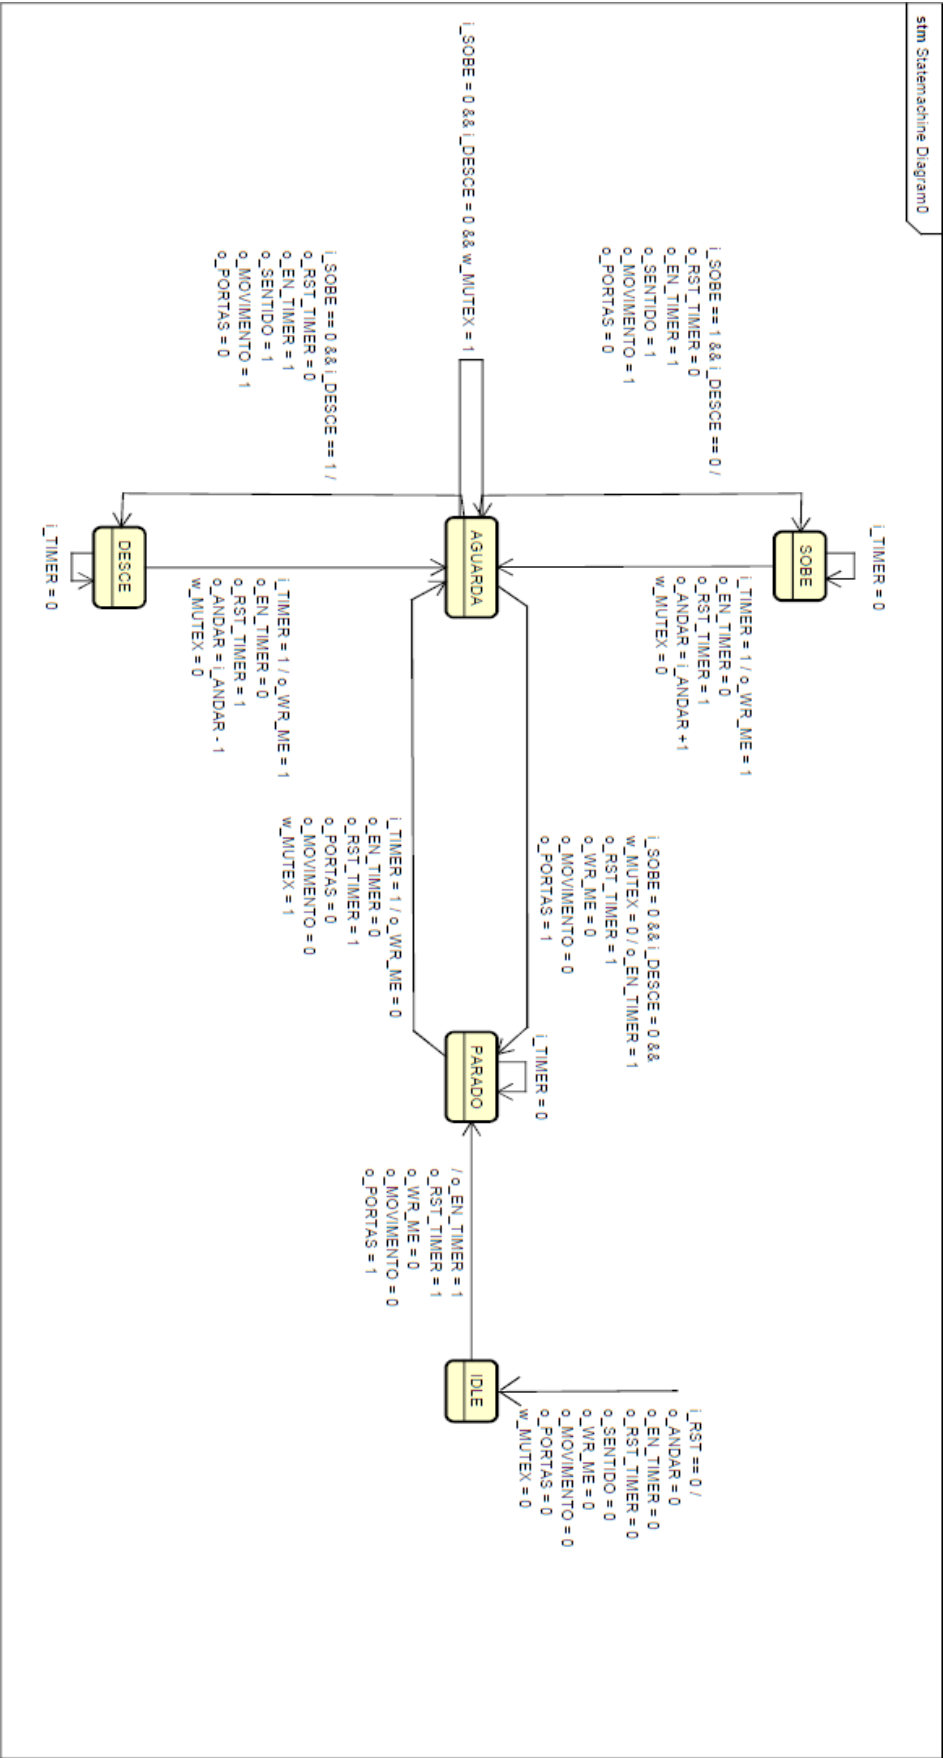 stm Statemachine Diagram0
i_TIMER = 0
SOBE
i_SOBE == 1 && i_DESCE == 0 /
o_RST_TIMER = 0
o_EN_TIMER = 1
o_SENTIDO = 1
o_MOVIMENTO = 1
o_PORTAS = 0
i_TIMER = 1 / o_WR_ME = 1
o_EN_TIMER = 0
o_RST_TIMER = 1
o_ANDAR = i_ANDAR +1
w_MUTEX = 0
i_SOBE = 0 && i_DESCE = 0 &&
w_MUTEX = 0 / o_EN_TIMER = 1
o_RST_TIMER = 1
o_WR_ME = 0
o_MOVIMENTO = 0
o_PORTAS = 1
i_RST == 0 /
o_ANDAR = 0
o_EN_TIMER = 0
o_RST_TIMER = 0
o_SENTIDO = 0
o_WR_ME = 0
o_MOVIMENTO = 0
o_PORTAS = 0
w_MUTEX = 0
i_TIMER = 0
i_SOBE = 0 && i_DESCE = 0 && w_MUTEX = 1
AGUARDA
PARADO
IDLE
/ o_EN_TIMER = 1
o_RST_TIMER = 1
o_WR_ME = 0
o_MOVIMENTO = 0
o_PORTAS = 1
i_TIMER = 1 / o_WR_ME = 0
o_EN_TIMER = 0
o_RST_TIMER = 1
o_PORTAS = 0
o_MOVIMENTO = 0
w_MUTEX = 1
i_SOBE == 0 && i_DESCE == 1 /
o_RST_TIMER = 0
o_EN_TIMER = 1
o_SENTIDO = 1
o_MOVIMENTO = 1
o_PORTAS = 0
i_TIMER = 1 / o_WR_ME = 1
o_EN_TIMER = 0
o_RST_TIMER = 1
o_ANDAR = i_ANDAR - 1
w_MUTEX = 0
DESCE
i_TIMER = 0